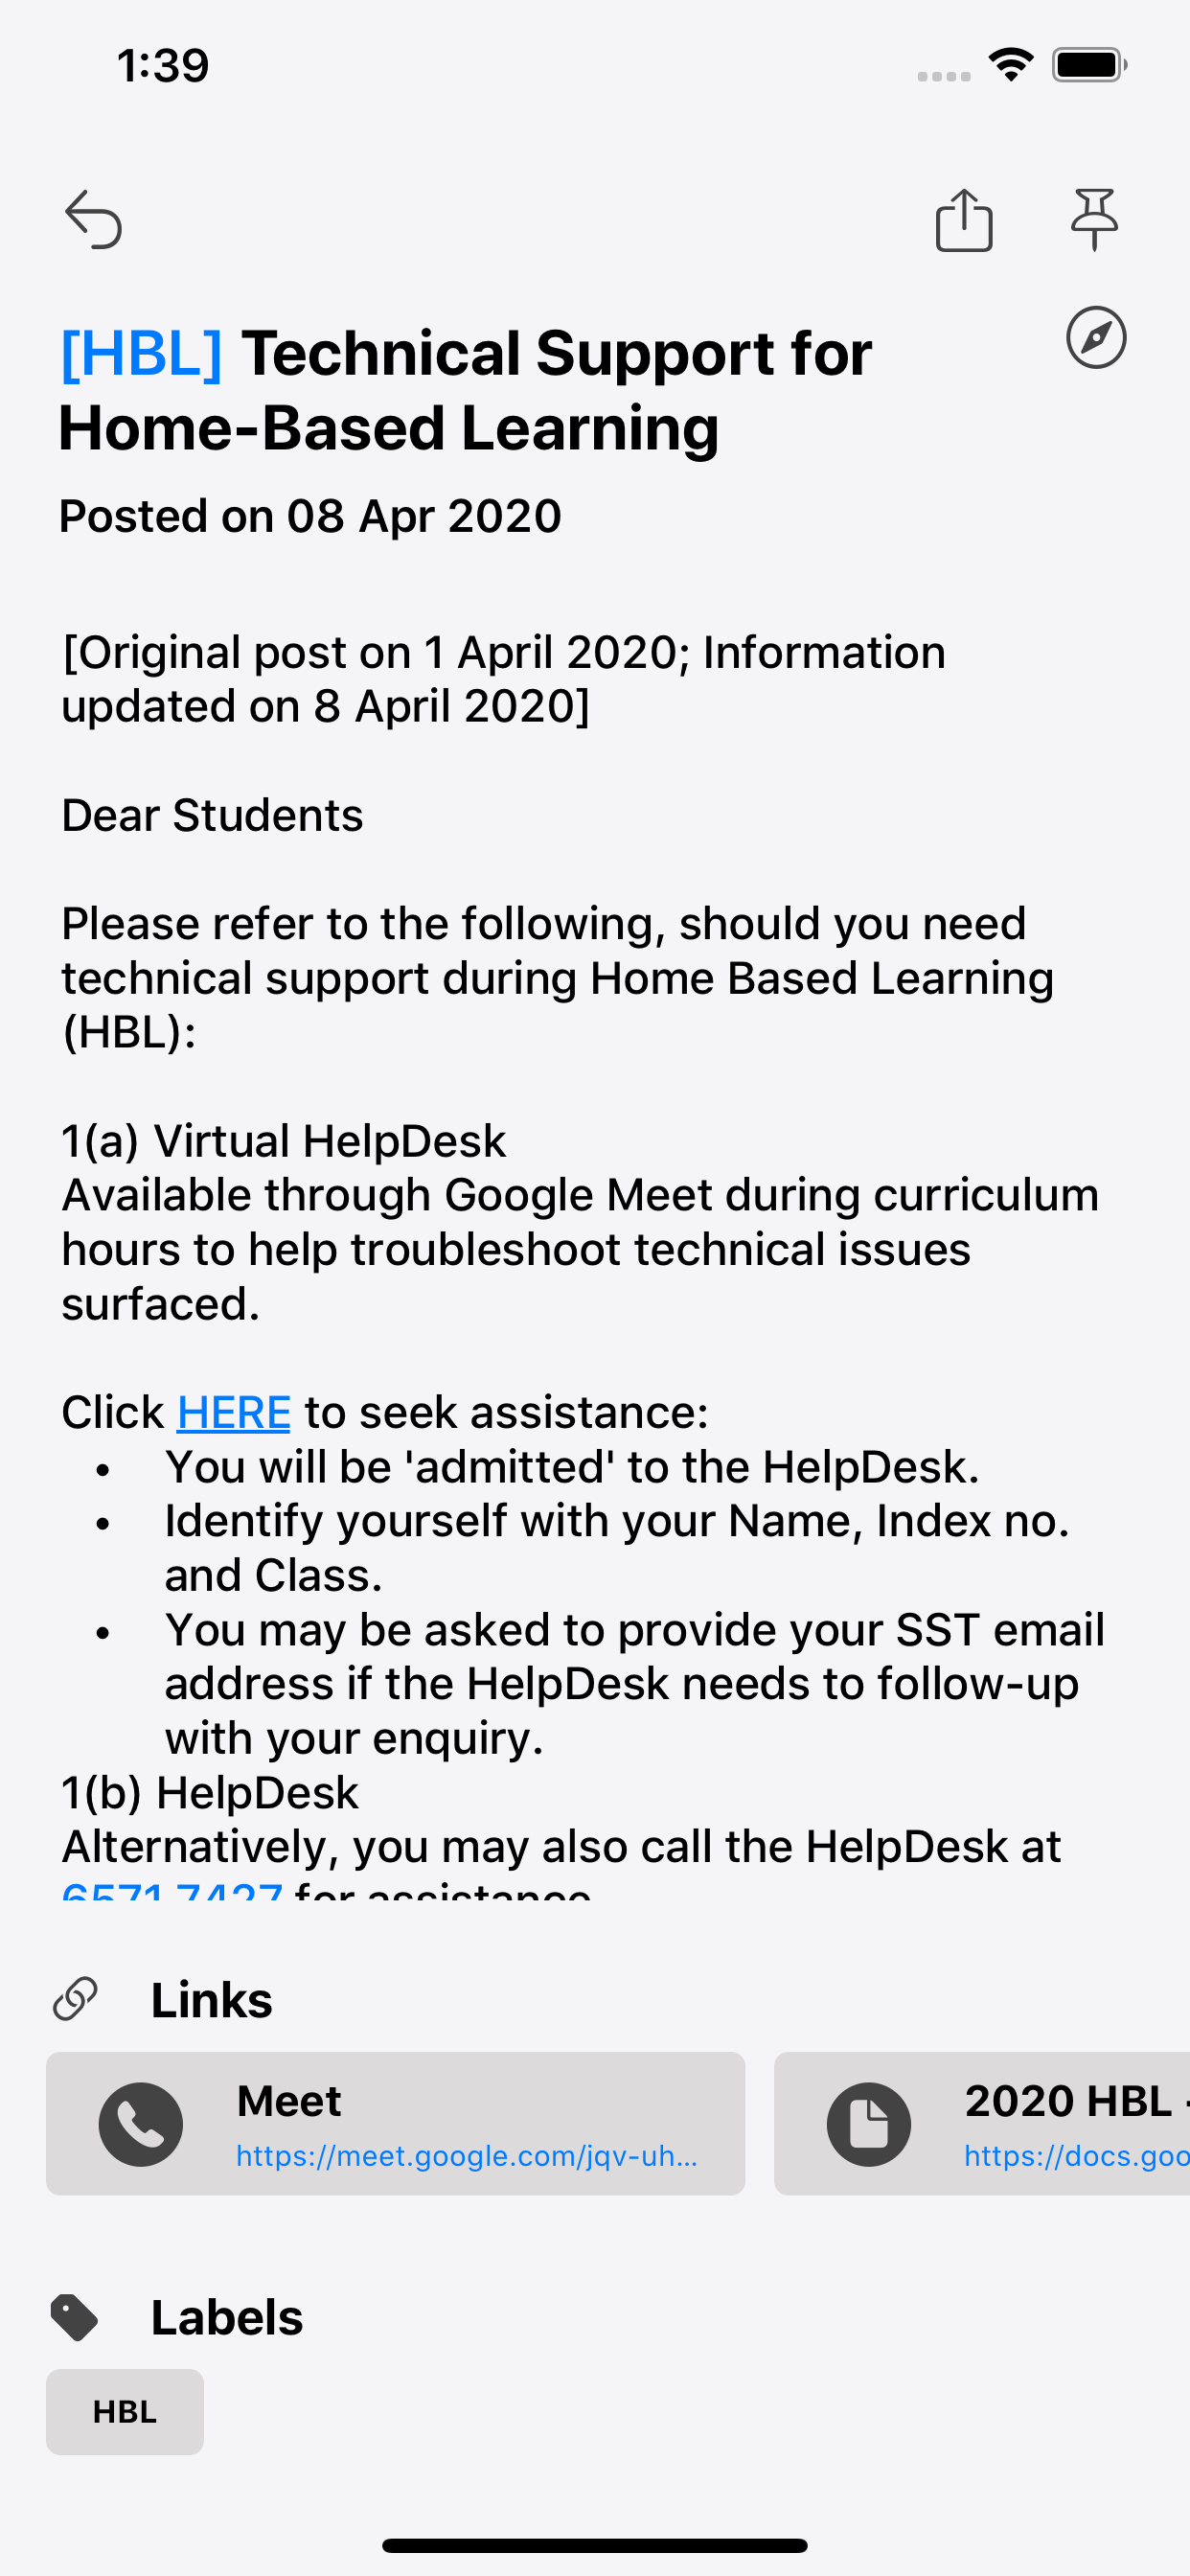 1:39
[HBL] Technical Support for
Home-Based Learning
Posted on 08 Apr 2020
[Original post on 1 April 2020; Information
updated on 8 April 2020]
Dear Students
Please refer to the following, should you need
technical support during Home Based Learning
(HBL):
1(a) Virtual HelpDesk
Available through Google Meet during curriculum
hours to help troubleshoot technical issues
surfaced.
Click HERE to seek assistance:
• You will be 'admitted' to the HelpDesk.
• Identify yourself with your Name, Index no.
and Class.
• You may be asked to provide your SST email
address if the HelpDesk needs to follow-up
with your enquiry.
1(b) HelpDesk
Alternatively, you may also call the HelpDesk at
6571 7427 for assistance
Links
Meet
https://meet.google.com/jqv-uh...
2020 HBL -
https://docs.goo
Labels
HBL